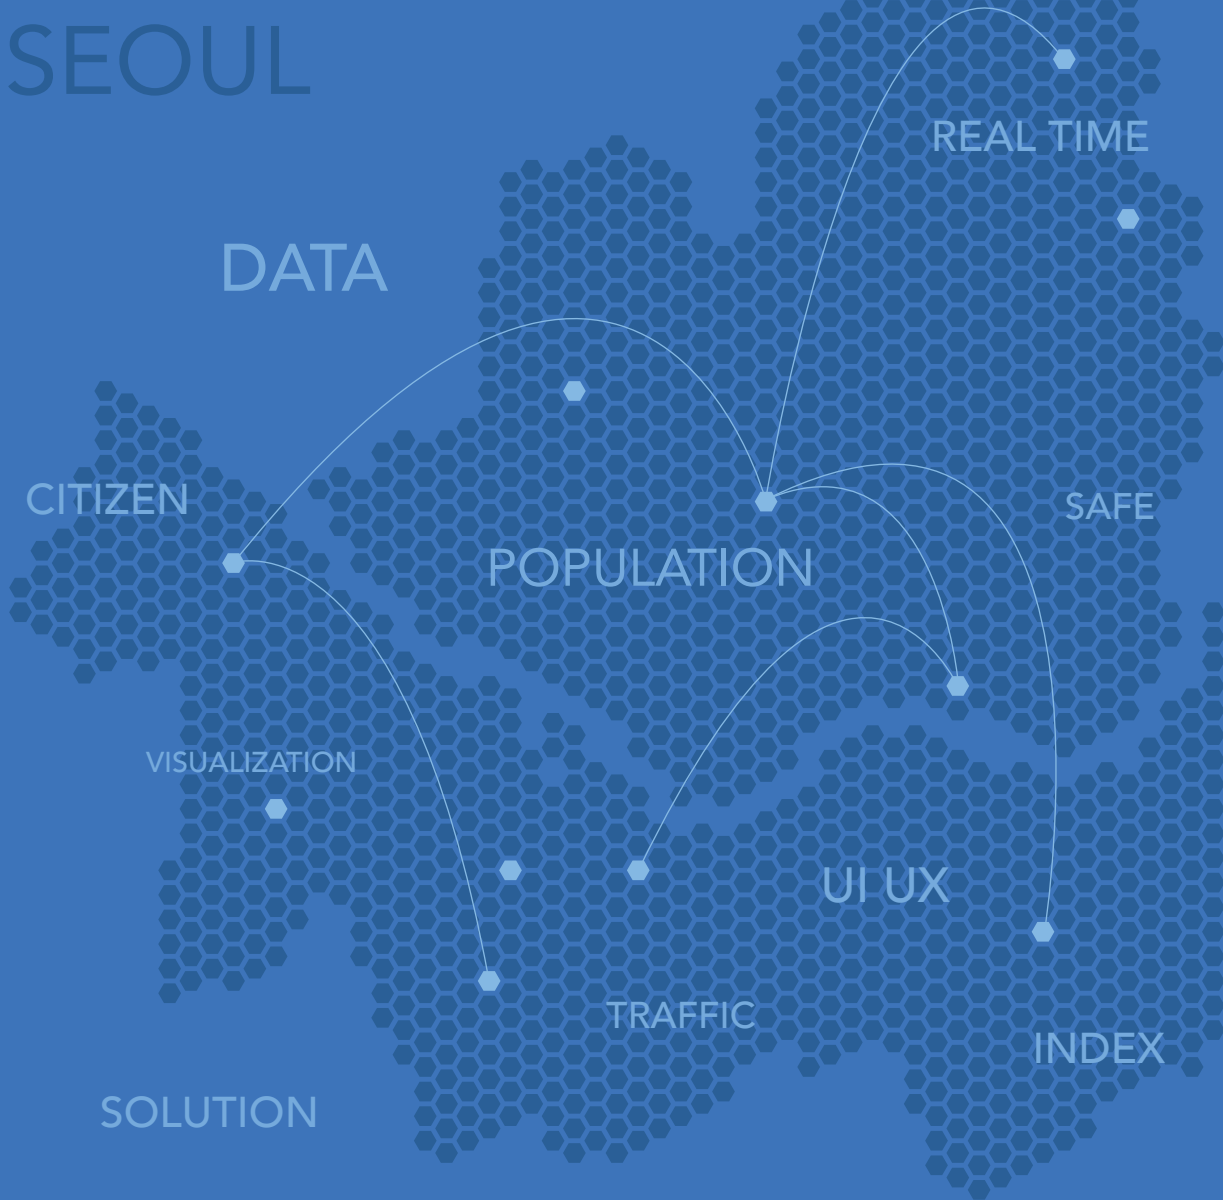 SEOUL
REAL TIME
DATA
CITIZEN
SAFE
POPULATION
VISUALIZATION
UI UX
TRAFFIC
INDEX
SOLUTION